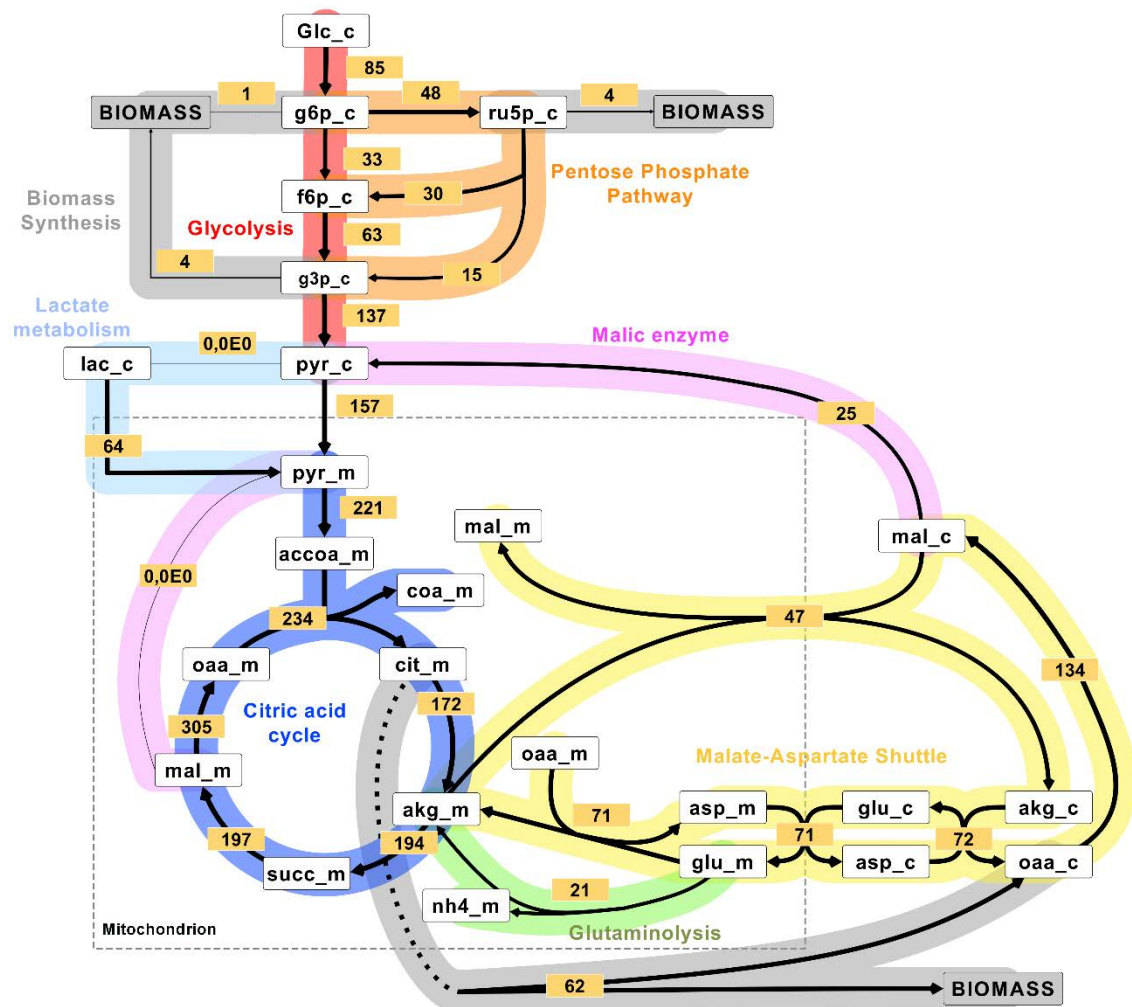 Glc_c
85
1
48
4
BIOMASS
g6p_c
ru5p_c
BIOMASS
33
Pentose Phosphate
Pathway
f6p_c
30
Biomass
Synthesis
Glycolysis
63
4
g3p_c
15
Lactate
metabolism
137
Malic enzyme
0,0E0
lac_c
pyr_c
157
25
64
pyr_m
221
mal_m
mal_c
accoa_m
0,0E0
coa_m
234
47
oaa_m
cit_m
134
172
305
Citric acid
cycle
oaa_m
Malate-Aspartate Shuttle
mal_m
akg_m
71
asp_m
glu_c
akg_c
197
194
71
72
succ_m
glu_m
asp_c
oaa_c
21
nh4_m
Mitochondrion
Glutaminolysis
62
BIOMASS